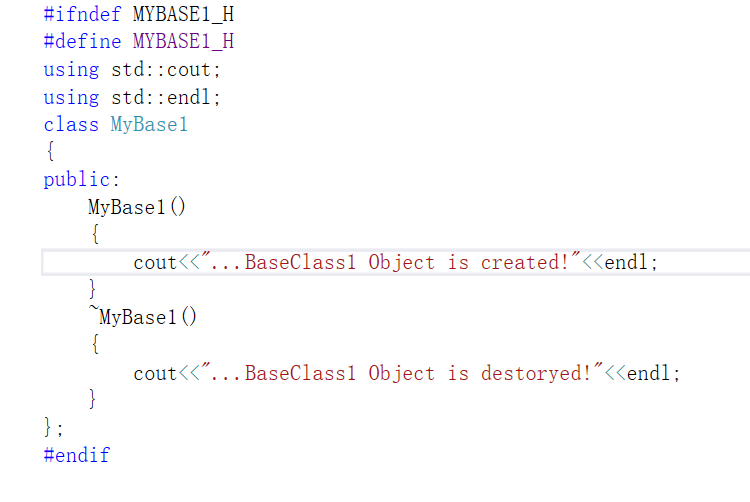 #ifndef MYBASE1_H
#define MYBASE1_H
using std::cout;
using std::endl;
class MyBase1
{
public:
    MyBase1()
    {
        cout<<"...BaseClass1 Object is created!"<<endl;
    }
    ~MyBase1()
    {
        cout<<"...BaseClass1 Object is destoryed!"<<endl;
    }
};
#endif